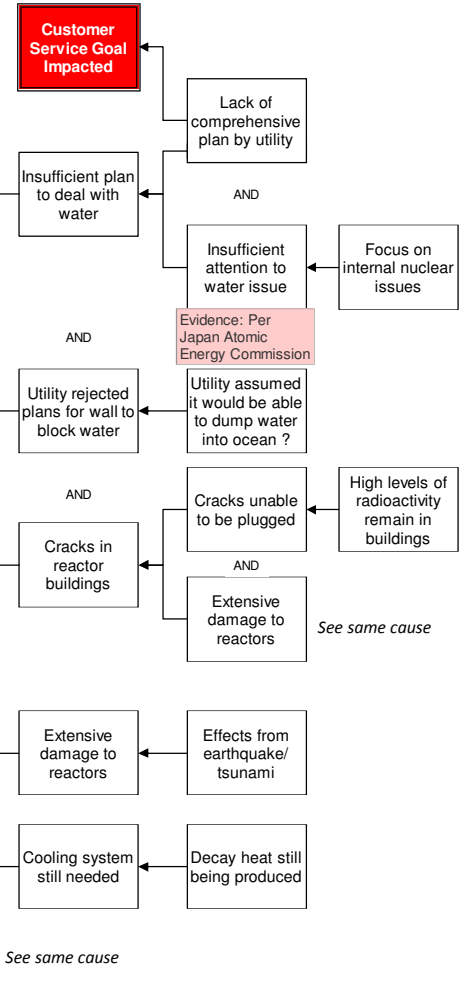 Customer
Service Goal
Impacted
Lack of
comprehensive
plan by utility
Insufficient plan
to deal with
water
AND
Insufficient
attention to
water issue
Focus on
internal nuclear
issues
Evidence: Per
Japan Atomic
Energy Commission
AND
Utility rejected
plans for wall to
block water
Utility assumed
it would be able
to dump water
into ocean ?
AND
Cracks unable
to be plugged
High levels of
radioactivity
remain in
buildings
Cracks in
reactor
buildings
AND
Extensive
damage to
reactors
See same cause
Extensive
damage to
reactors
Effects from
earthquake/
tsunami
Cooling system
still needed
Decay heat still
being produced
See same cause